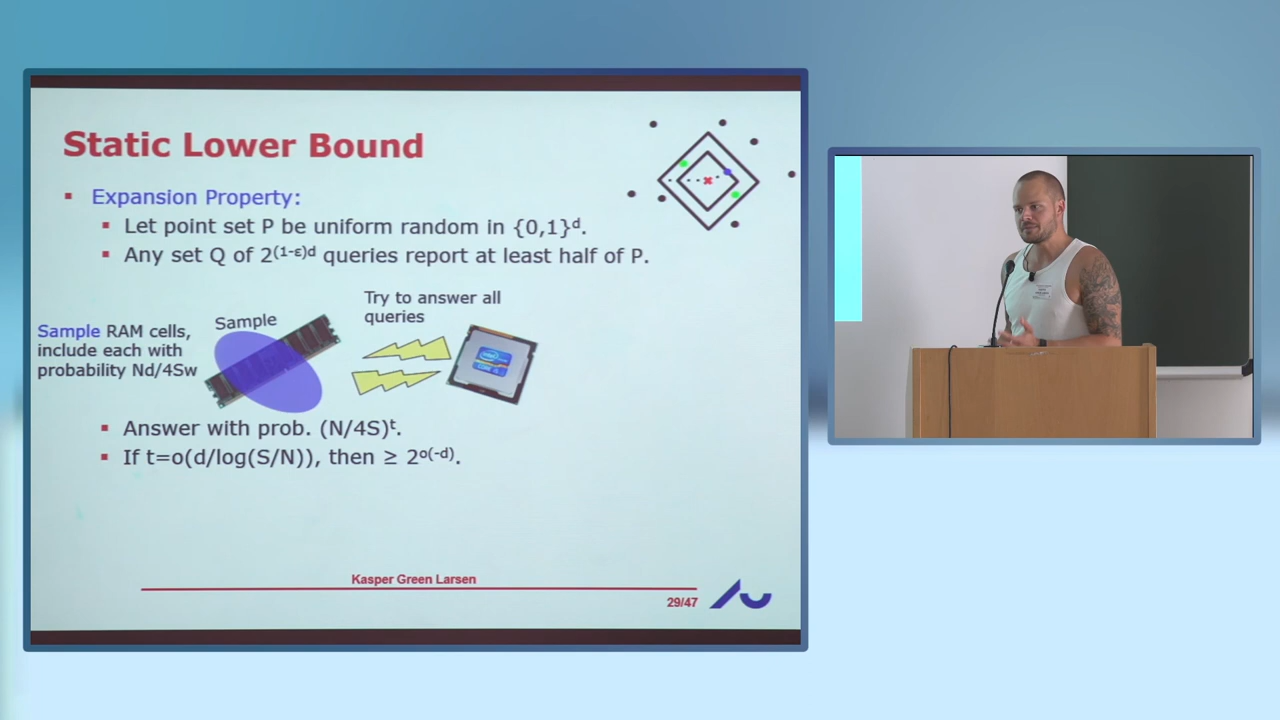 Static Lower Bound
▪ Expansion Property:
▪ Let point set P be uniform random in {0,1}ᵈ.
▪ Any set Q of 2⁽¹⁻ᵋ⁾ᵈ queries report at least half of P.
Try to answer all
queries
Sample
Sample RAM cells,
include each with
probability Nd/4Sw
▪ Answer with prob. (N/4S)ᵗ.
▪ If t=o(d/log(S/N)), then ≥ 2ᵒ⁽⁻ᵈ⁾.
Kasper Green Larsen
29/47